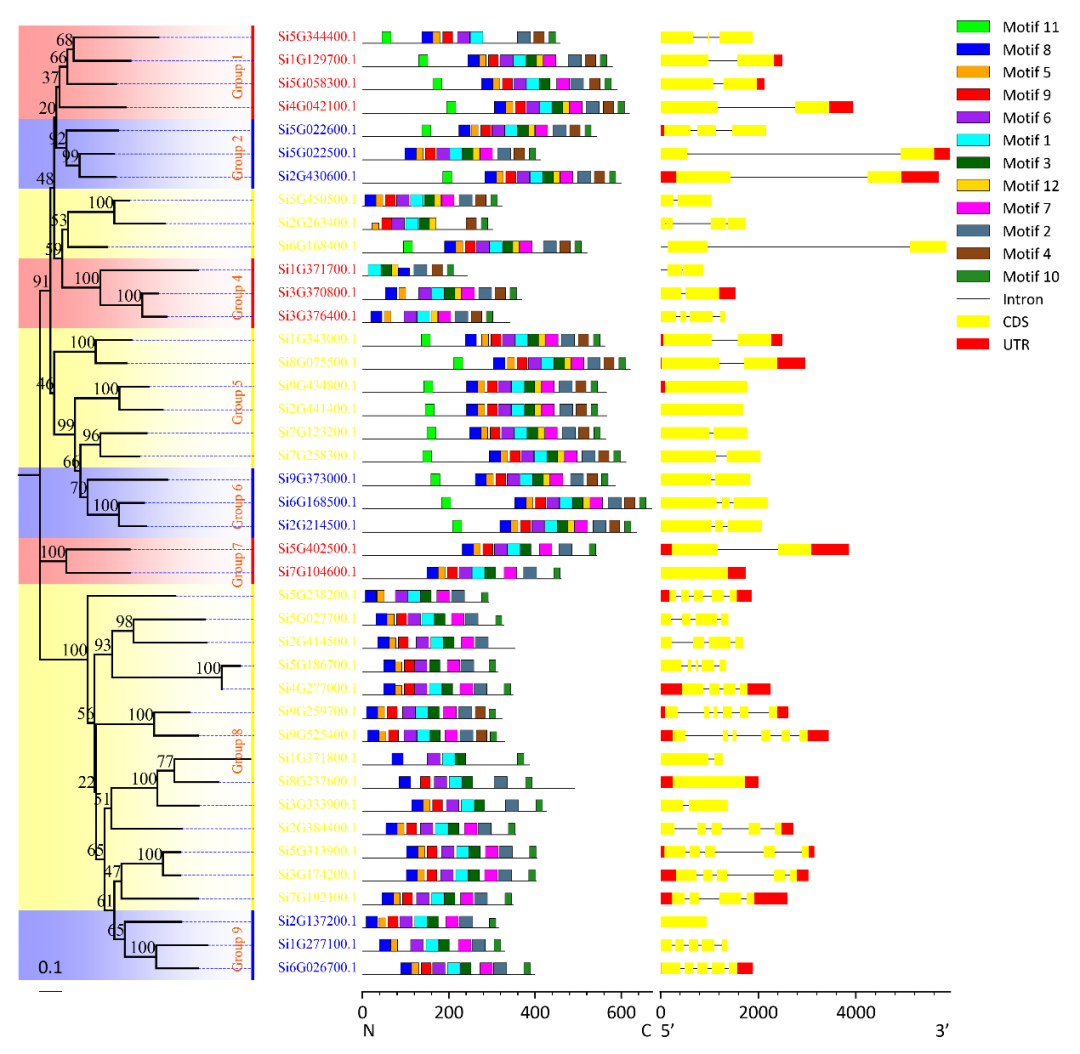 68
66
37
20
92
99
48
100
53
59
91
100
100
100
46
100
99
96
66
70
100
100
98
93
100
100
56
100
77
22
100
51
65
100
47
61
65
100
0.1
Group 1
Group 2
Group 4
Group 5
Group 6
Group 7
Group 8
Group 9
Si5G344400.1
Si1G129700.1
Si5G058300.1
Si4G042100.1
Si5G022600.1
Si5G022500.1
Si2G430600.1
Si5G450500.1
Si2G263400.1
Si6G168400.1
Si1G371700.1
Si3G370800.1
Si3G376400.1
Si1G343000.1
Si8G075500.1
Si9G434800.1
Si2G441400.1
Si7G123200.1
Si7G258300.1
Si9G373000.1
Si6G168500.1
Si2G214500.1
Si5G402500.1
Si7G104600.1
Si5G238200.1
Si5G027700.1
Si2G414500.1
Si5G186700.1
Si4G277000.1
Si9G259700.1
Si9G525400.1
Si1G371800.1
Si8G237600.1
Si3G333900.1
Si2G384400.1
Si5G313900.1
Si3G174200.1
Si7G192100.1
Si2G137200.1
Si1G277100.1
Si6G026700.1
0 200 400 600
N C
0 2000 4000
5’ 3’
Motif 11
Motif 8
Motif 5
Motif 9
Motif 6
Motif 1
Motif 3
Motif 12
Motif 7
Motif 2
Motif 4
Motif 10
Intron
CDS
UTR